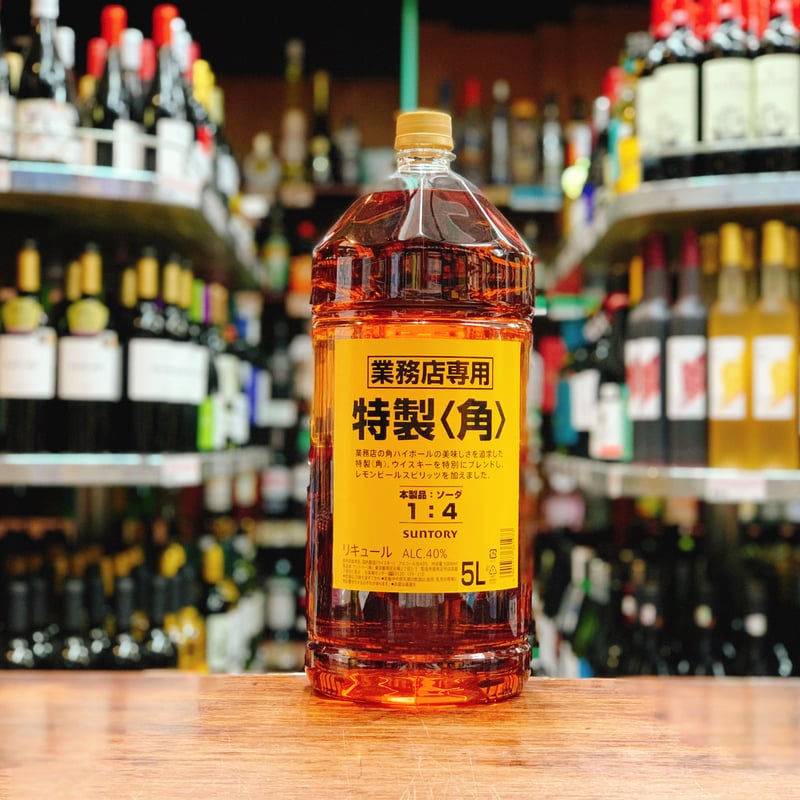 業務店専用
特製〈角〉
業務店の角ハイボールの美味しさを追求した
特製〈角〉。ウイスキーを特別にブレンドし、
レモンピールスピリッツを加えました。
本製品：ソーダ
1：4
SUNTORY
リキュール ALC.40%
5L